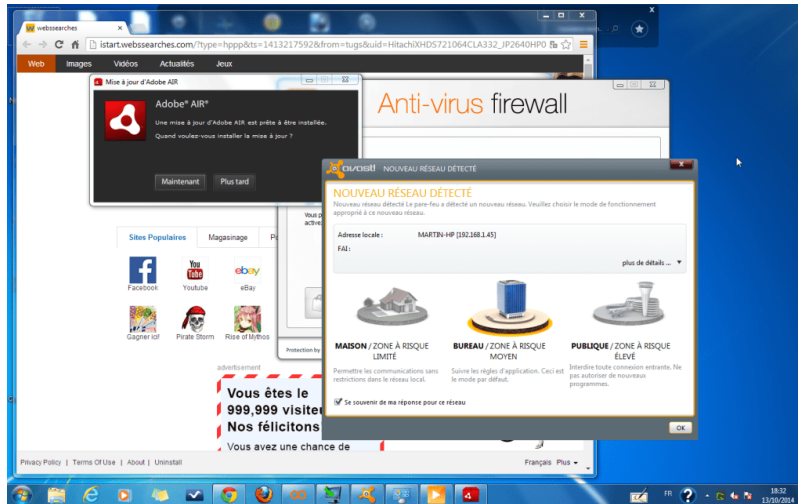 webssearches
istart.webssearches.com/?type=hppp&ts=1413217592&from=tugs&uid=HitachiXHDS721064CLA332_JP2640HP0
Web Images Vidéos Actualités Jeux
Mise à jour d'Adobe AIR
Adobe® AIR®
Une mise à jour d'Adobe AIR est prête à être installée.
Quand voulez-vous installer la mise à jour ?
Maintenant Plus tard
Anti-virus firewall
avast! NOUVEAU RÉSEAU DÉTECTÉ
NOUVEAU RÉSEAU DÉTECTÉ
Nouveau réseau détecté Le pare-feu a détecté un nouveau réseau. Veuillez choisir le mode de fonctionnement
approprié à ce nouveau réseau.
Adresse locale : MARTIN-HP [192.168.1.45]
FAI :
plus de détails ...
MAISON / ZONE À RISQUE
LIMITÉ
Permettre les communications sans
restrictions dans le réseau local.
BUREAU / ZONE À RISQUE
MOYEN
Suivre les règles d'application. Ceci est
le mode par défaut.
PUBLIQUE / ZONE À RISQUE
ÉLEVÉ
Interdire toute connexion entrante. Ne
pas autoriser de nouveaux
programmes.
Se souvenir de ma réponse pour ce réseau
OK
Vous p
active
Protection by
Sites Populaires Magasinage P
Facebook Youtube eBay
Gagner ici! Pirate Storm Rise of Mythos
advertisement
Vous êtes le
999,999 visite
Nos félicitons
Vous avez une chance de
Privacy Policy | Terms Of Use | About | Uninstall
Français Plus
FR
18:32
13/10/2014